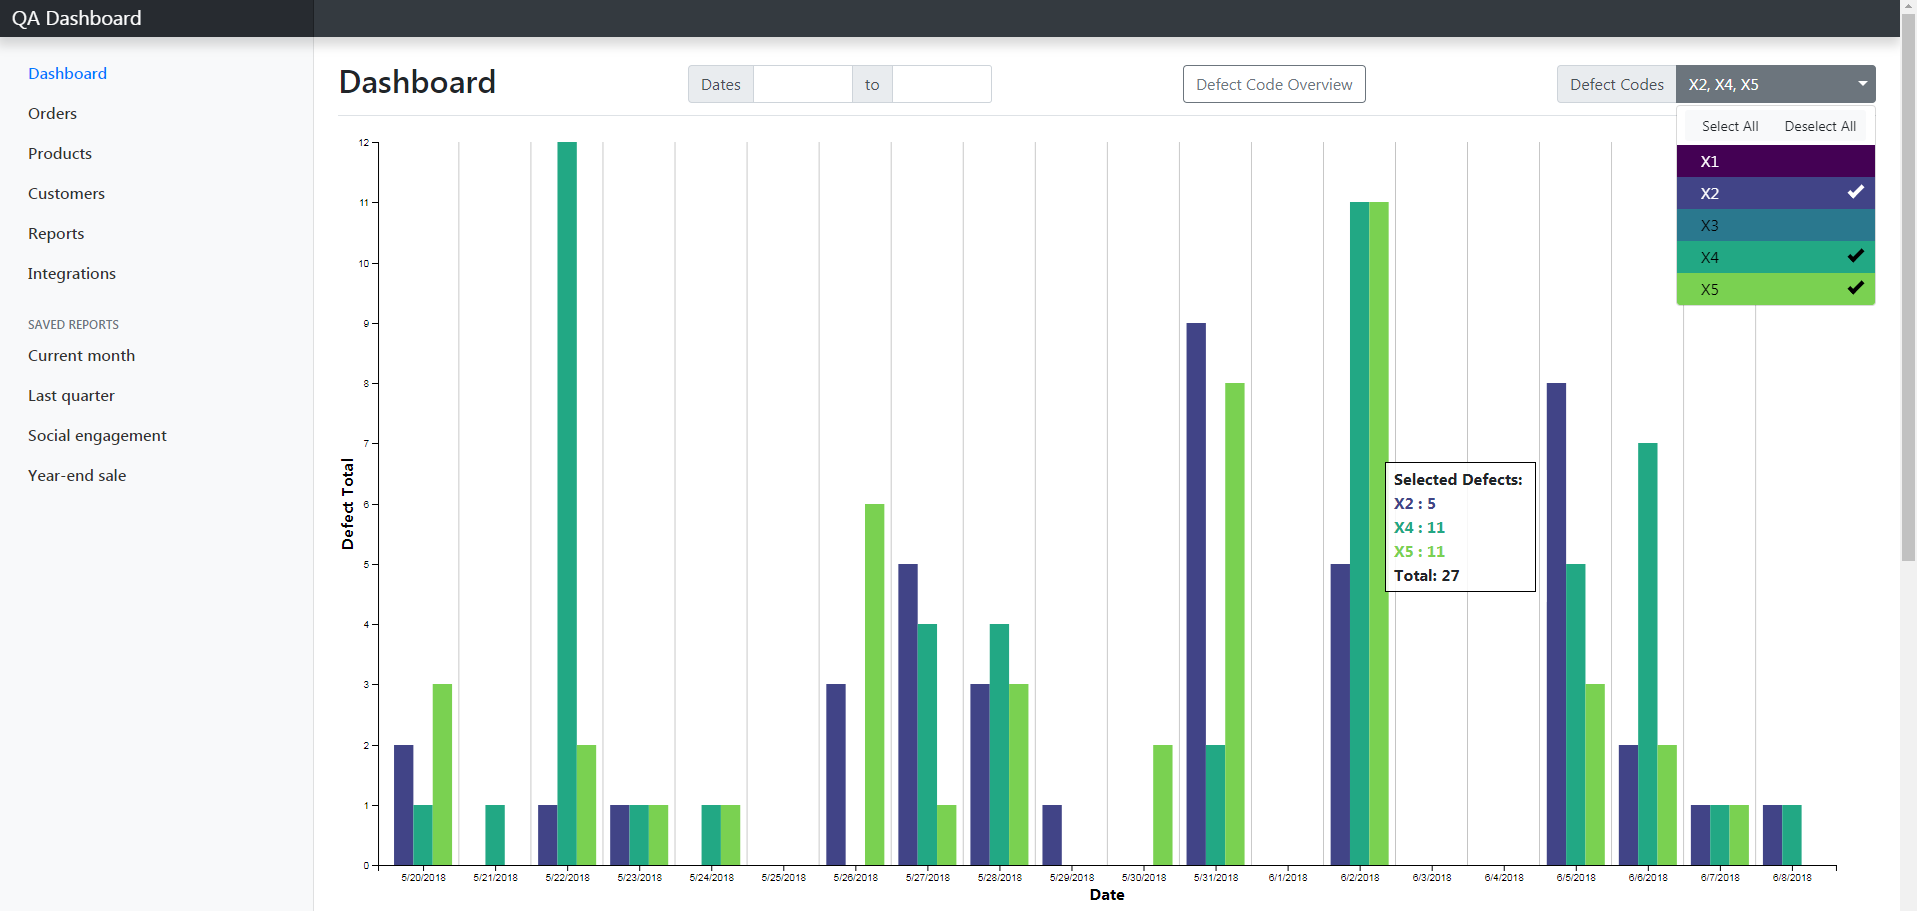 QA Dashboard
Dashboard
Orders
Products
Customers
Reports
Integrations
SAVED REPORTS
Current month
Last quarter
Social engagement
Year-end sale
Dashboard
Dates to
Defect Code Overview
Defect Codes X2, X4, X5
Select All Deselect All
X1
X2
X3
X4
X5
12
11
10
9
8
7
6
5
4
3
2
1
0
Defect Total
Selected Defects:
X2 : 5
X4 : 11
X5 : 11
Total: 27
5/20/2018 5/21/2018 5/22/2018 5/23/2018 5/24/2018 5/25/2018 5/26/2018 5/27/2018 5/28/2018 5/29/2018 5/30/2018 5/31/2018 6/1/2018 6/2/2018 6/3/2018 6/4/2018 6/5/2018 6/6/2018 6/7/2018 6/8/2018
Date